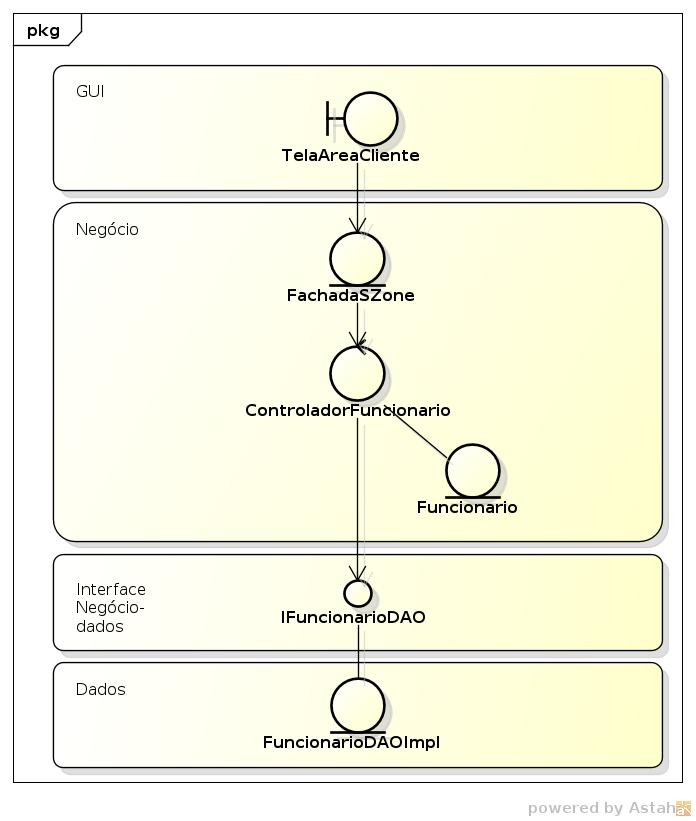 pkg
GUI
TelaAreaCliente
Negócio
FachadaSZone
ControladorFuncionario
Funcionario
Interface
Negócio-
dados
IFuncionarioDAO
Dados
FuncionarioDAOImpl
powered by Astah